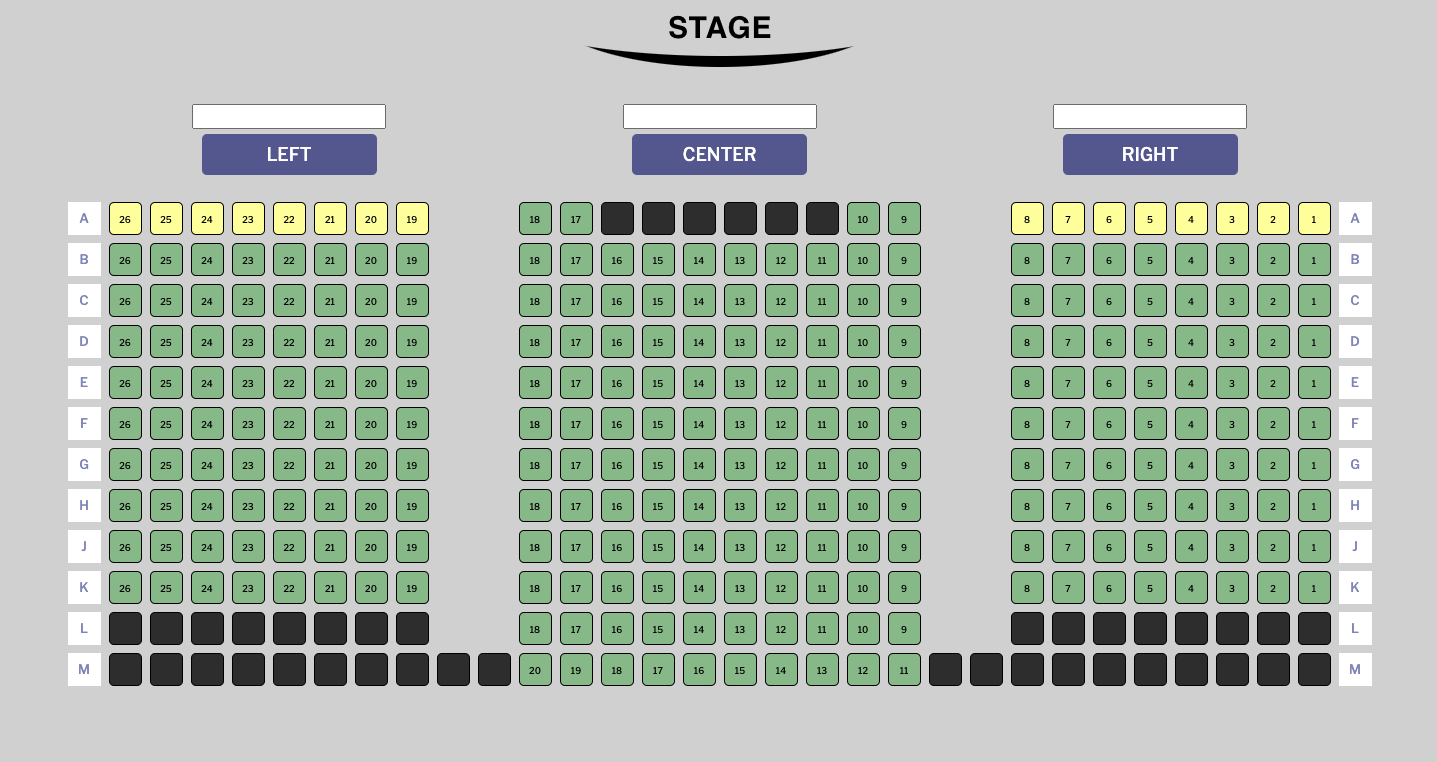 STAGE
LEFT CENTER RIGHT
A 26 25 24 23 22 21 20 19 18 17 10 9 8 7 6 5 4 3 2 1 A
B 26 25 24 23 22 21 20 19 18 17 16 15 14 13 12 11 10 9 8 7 6 5 4 3 2 1 B
C 26 25 24 23 22 21 20 19 18 17 16 15 14 13 12 11 10 9 8 7 6 5 4 3 2 1 C
D 26 25 24 23 22 21 20 19 18 17 16 15 14 13 12 11 10 9 8 7 6 5 4 3 2 1 D
E 26 25 24 23 22 21 20 19 18 17 16 15 14 13 12 11 10 9 8 7 6 5 4 3 2 1 E
F 26 25 24 23 22 21 20 19 18 17 16 15 14 13 12 11 10 9 8 7 6 5 4 3 2 1 F
G 26 25 24 23 22 21 20 19 18 17 16 15 14 13 12 11 10 9 8 7 6 5 4 3 2 1 G
H 26 25 24 23 22 21 20 19 18 17 16 15 14 13 12 11 10 9 8 7 6 5 4 3 2 1 H
J 26 25 24 23 22 21 20 19 18 17 16 15 14 13 12 11 10 9 8 7 6 5 4 3 2 1 J
K 26 25 24 23 22 21 20 19 18 17 16 15 14 13 12 11 10 9 8 7 6 5 4 3 2 1 K
L 18 17 16 15 14 13 12 11 10 9 L
M 20 19 18 17 16 15 14 13 12 11 M